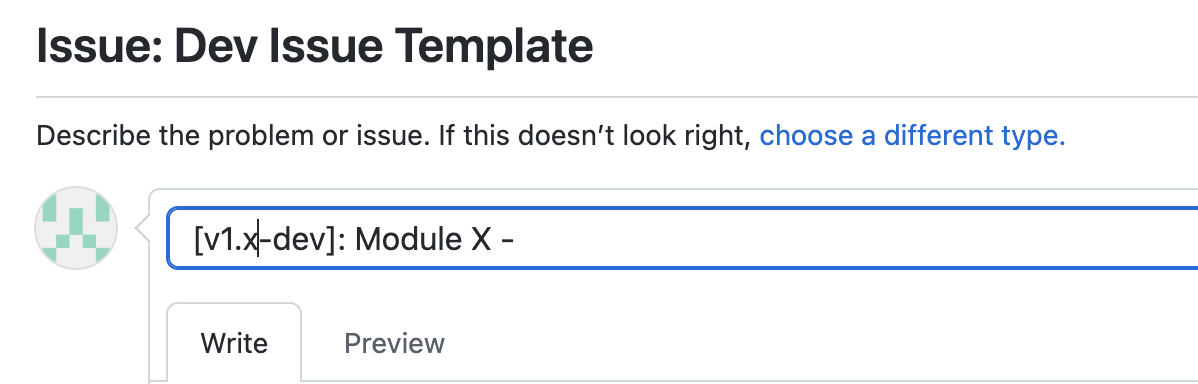 Issue: Dev Issue Template
Describe the problem or issue. If this doesn’t look right, choose a different type.
[v1.x-dev]: Module X -
Write Preview